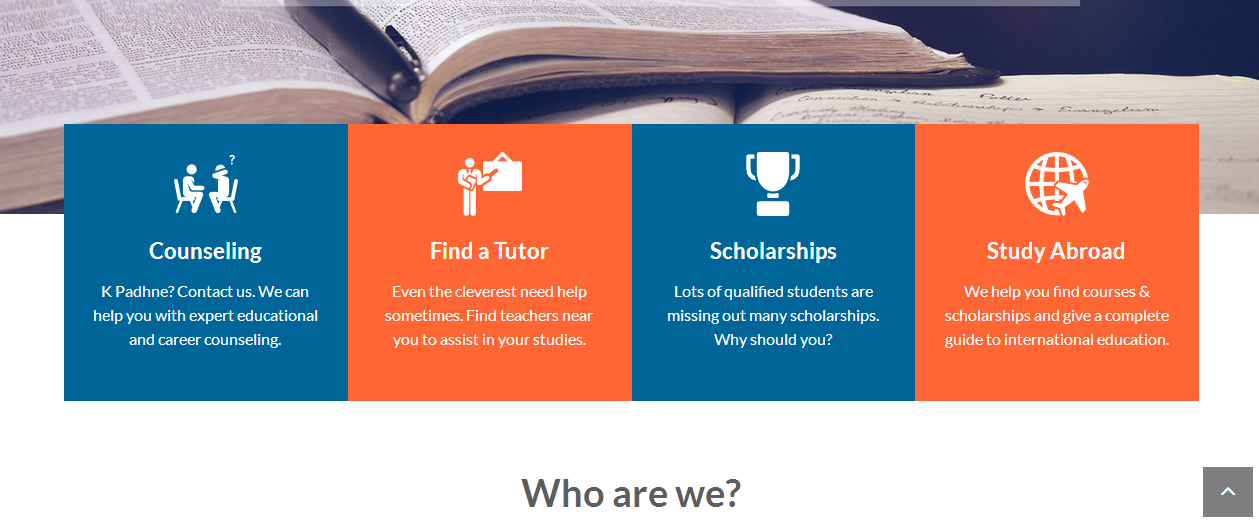 ?
Counseling
K Padhne? Contact us. We can
help you with expert educational
and career counseling.
Find a Tutor
Even the cleverest need help
sometimes. Find teachers near
you to assist in your studies.
Scholarships
Lots of qualified students are
missing out many scholarships.
Why should you?
Study Abroad
We help you find courses &
scholarships and give a complete
guide to international education.
Who are we?